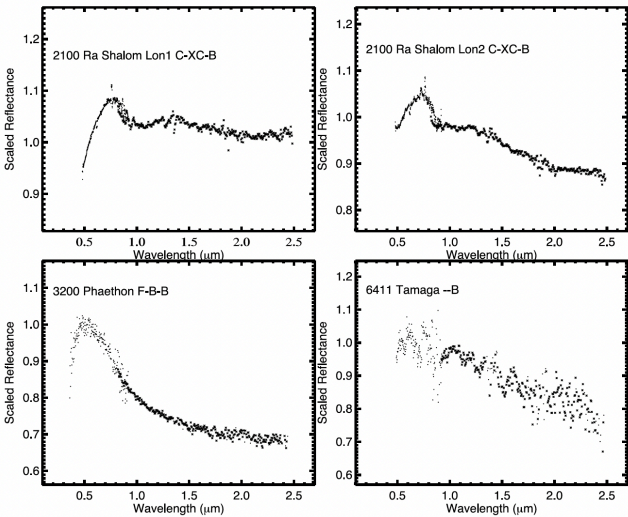 1.2
1.1
1.0
0.9
Scaled Reflectance
2100 Ra Shalom Lon1 C-XC-B
0.5 1.0 1.5 2.0 2.5
Wavelength (μm)
1.2
1.1
1.0
0.9
0.8
Scaled Reflectance
2100 Ra Shalom Lon2 C-XC-B
0.5 1.0 1.5 2.0 2.5
Wavelength (μm)
1.1
1.0
0.9
0.8
0.7
0.6
Scaled Reflectance
3200 Phaethon F-B-B
0.5 1.0 1.5 2.0 2.5
Wavelength (μm)
1.2
1.1
1.0
0.9
0.8
0.7
0.6
Scaled Reflectance
6411 Tamaga --B
0.5 1.0 1.5 2.0 2.5
Wavelength (μm)